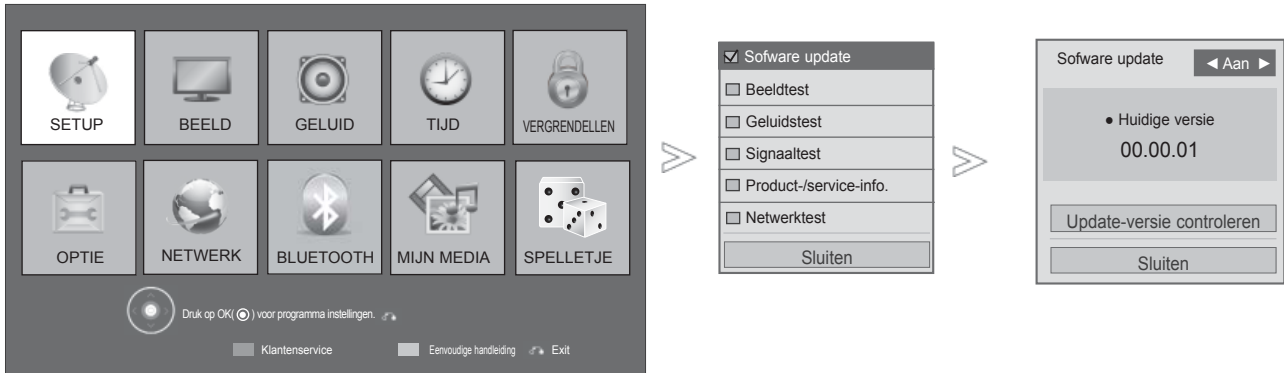 SETUP
BEELD
GELUID
TIJD
VERGRENDELLEN
OPTIE
NETWERK
BLUETOOTH
MIJN MEDIA
SPELLETJE
Druk op OK( ) voor programma instellingen.
Klantenservice
Eenvoudige handleiding
Exit
Sofware update
Beeldtest
Geluidstest
Signaaltest
Product-/service-info.
Netwerktest
Sluiten
Sofware update
◄ Aan ►
● Huidige versie
00.00.01
Update-versie controleren
Sluiten